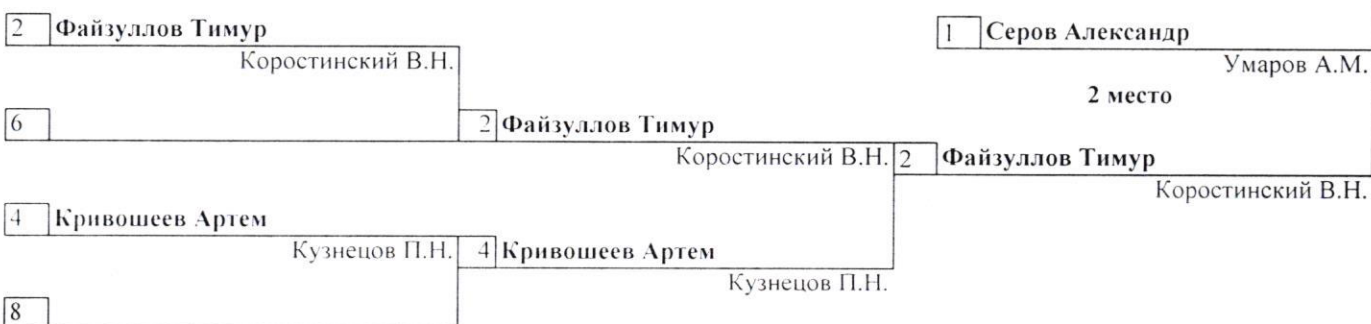 2 Файзуллов Тимур
Коростинский В.Н.
6
2 Файзуллов Тимур
Коростинский В.Н.
4 Кривошеев Артем
Кузнецов П.Н.
4 Кривошеев Артем
Кузнецов П.Н.
8
1 Серов Александр
Умаров А.М.
2 место
2 Файзуллов Тимур
Коростинский В.Н.